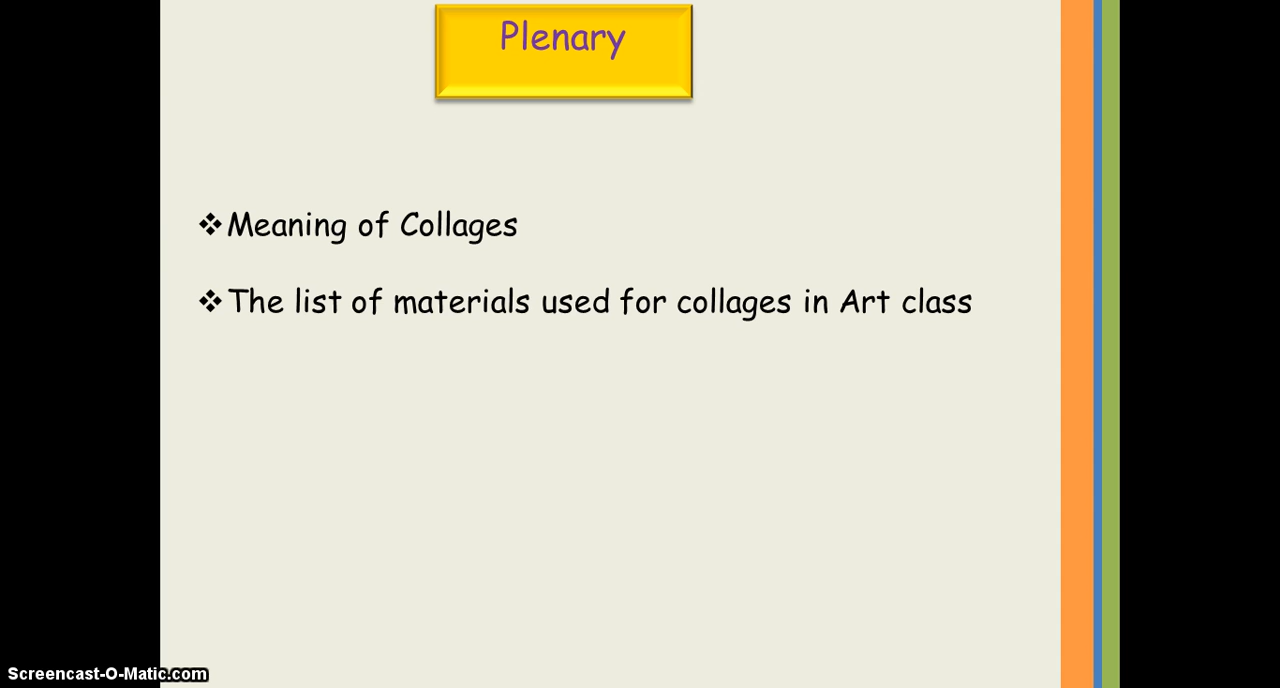 Plenary
❖Meaning of Collages
❖The list of materials used for collages in Art class
Screencast-O-Matic.com